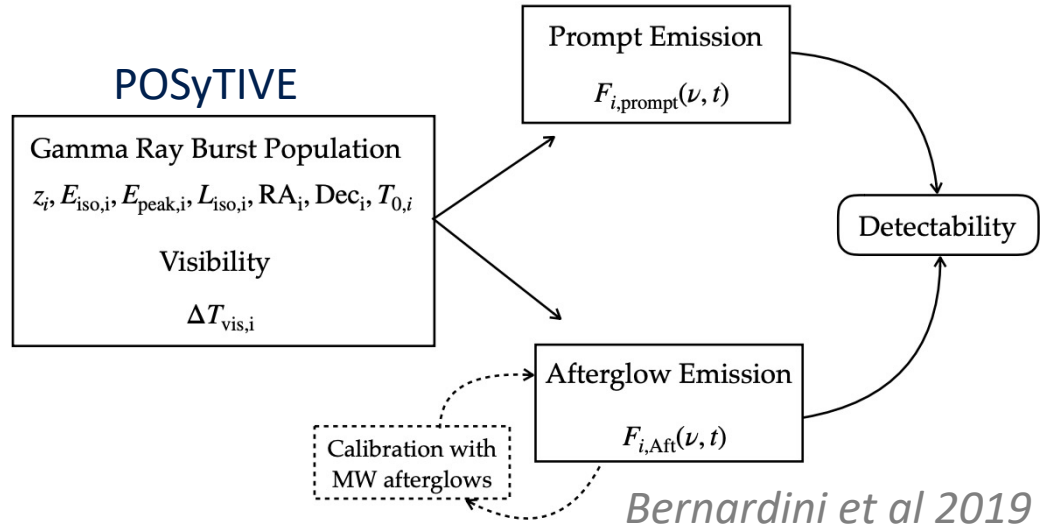 POSyTIVE
Gamma Ray Burst Population
z_i, E_iso,i, E_peak,i, L_iso,i, RA_i, Dec_i, T_0,i
Visibility
ΔT_vis,i
Prompt Emission
F_i,prompt(ν, t)
Detectability
Afterglow Emission
F_i,Aft(ν, t)
Calibration with
MW afterglows
Bernardini et al 2019